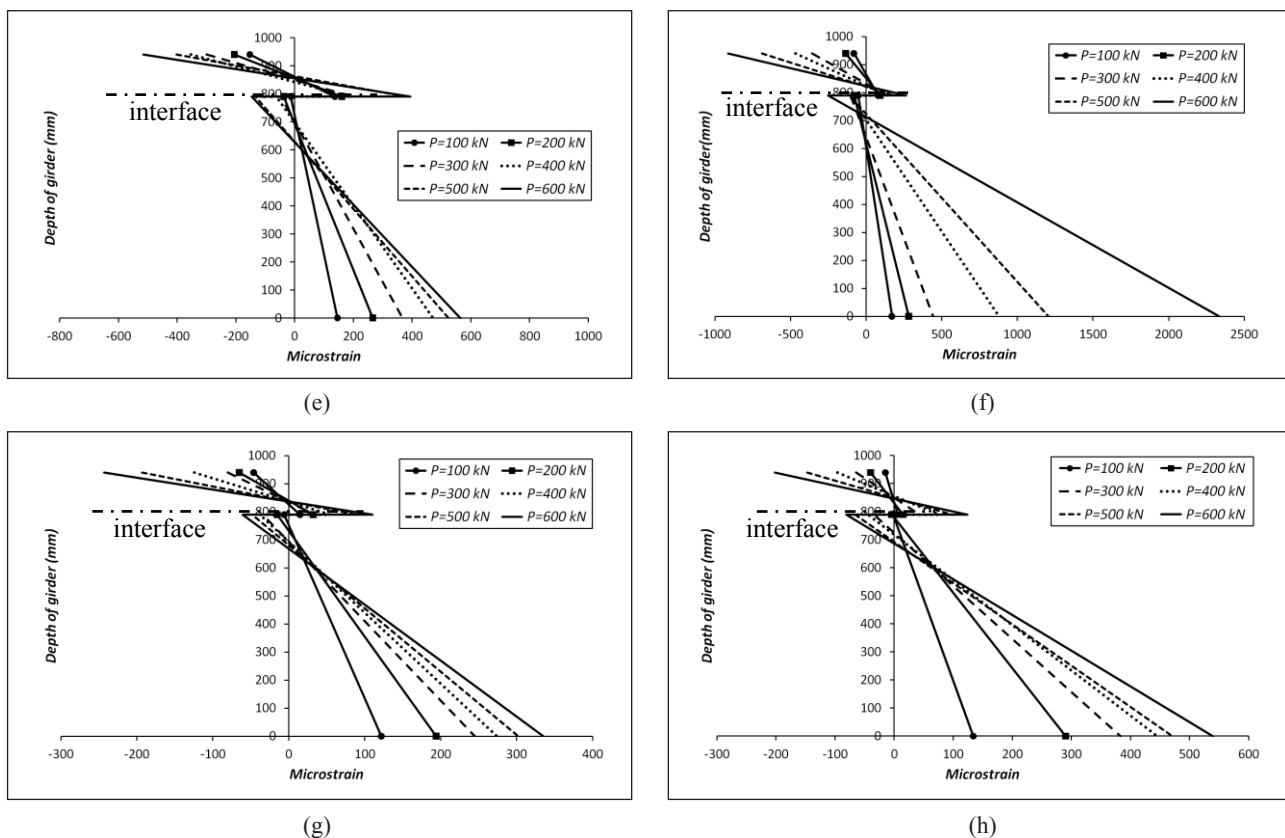 1000
900
800
interface
700
600
500
400
300
200
100
0
Depth of girder (mm)
P=100 kN P=200 kN
P=300 kN P=400 kN
P=500 kN P=600 kN
-800 -600 -400 -200 0 200 400 600 800 1000
Microstrain
(e)
1000
900
800
interface
700
600
500
400
300
200
100
0
Depth of girder(mm)
P=100 kN P=200 kN
P=300 kN P=400 kN
P=500 kN P=600 kN
-1000 -500 0 500 1000 1500 2000 2500
Microstrain
(f)
1000
900
800
interface
700
600
500
400
300
200
100
0
Depth of girder (mm)
P=100 kN P=200 kN
P=300 kN P=400 kN
P=500 kN P=600 kN
-300 -200 -100 0 100 200 300 400
Microstrain
(g)
1000
900
800
interface
700
600
500
400
300
200
100
0
Depth of girder (mm)
P=100 kN P=200 kN
P=300 kN P=400 kN
P=500 kN P=600 kN
-300 -200 -100 0 100 200 300 400 500 600
Microstrain
(h)